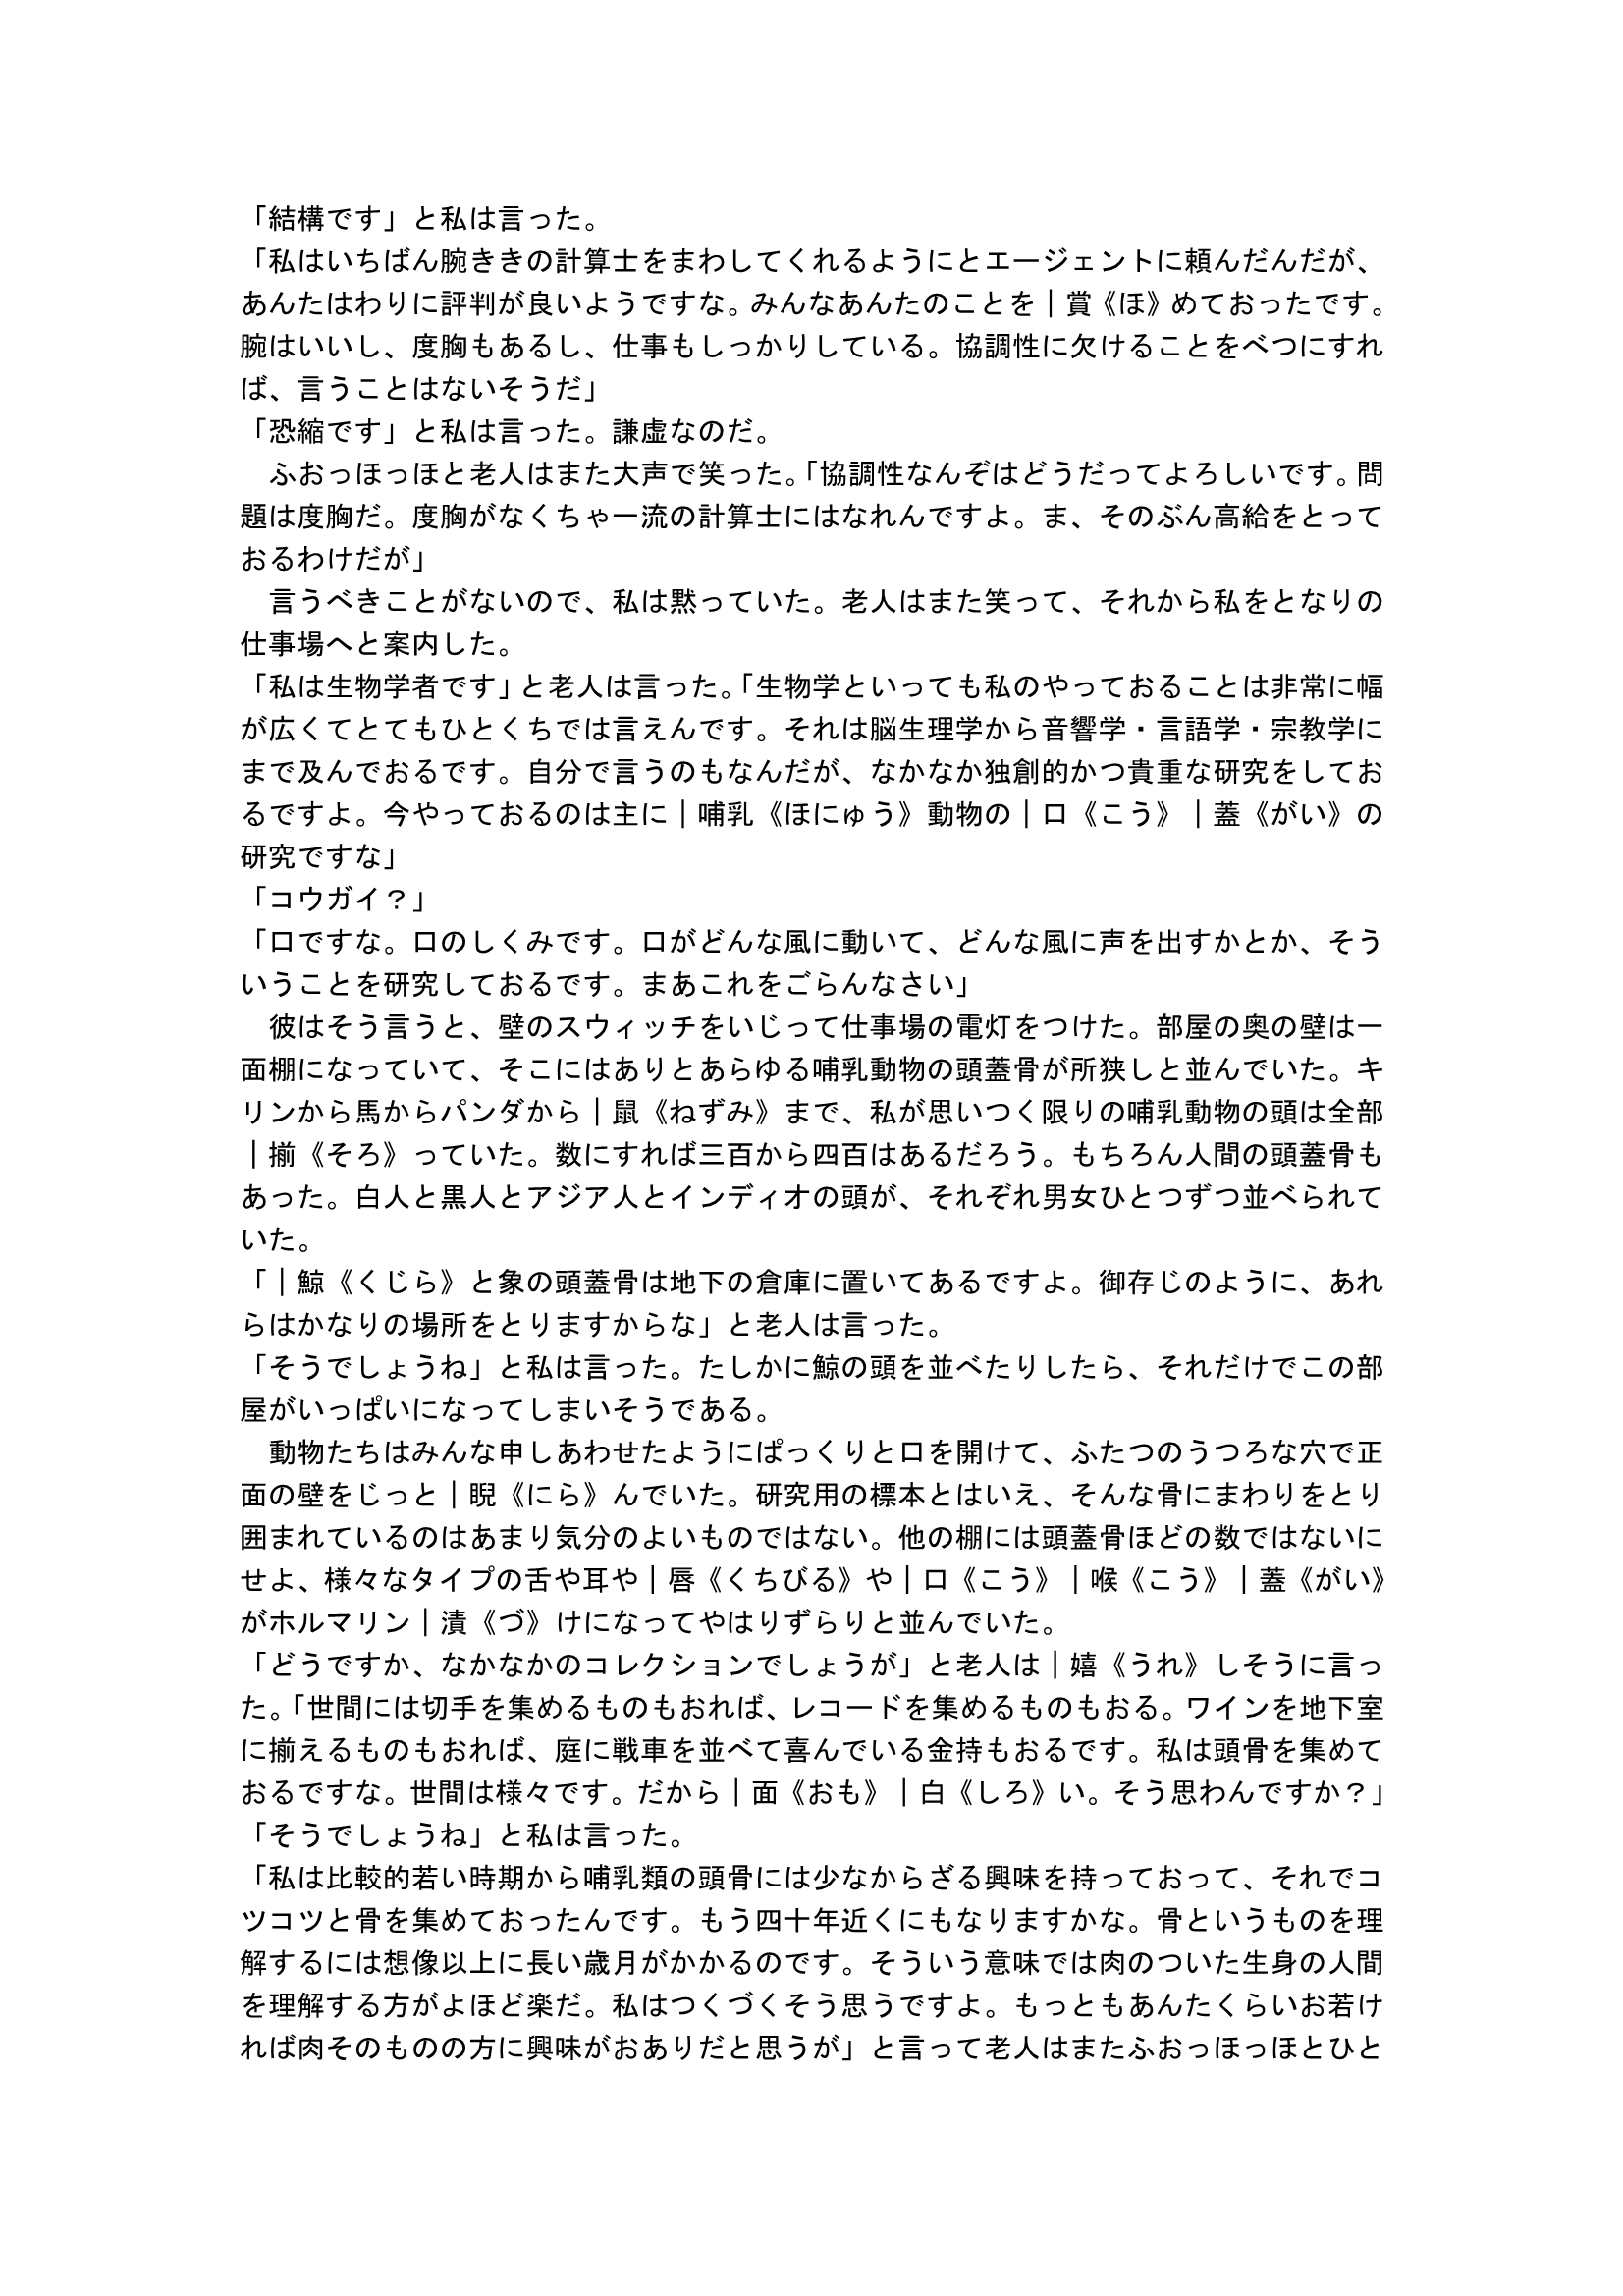 「結構です」と私は言った。
「私はいちばん腕ききの計算士をまわしてくれるようにとエージェントに頼んだんだが、
あんたはわりに評判が良いようですな。みんなあんたのことを｜賞《ほ》めておったです。
腕はいいし、度胸もあるし、仕事もしっかりしている。協調性に欠けることをべつにすれ
ば、言うことはないそうだ」
「恐縮です」と私は言った。謙虚なのだ。
　ふおっほっほと老人はまた大声で笑った。「協調性なんぞはどうだってよろしいです。問
題は度胸だ。度胸がなくちゃ一流の計算士にはなれんですよ。ま、そのぶん高給をとって
おるわけだが」
　言うべきことがないので、私は黙っていた。老人はまた笑って、それから私をとなりの
仕事場へと案内した。
「私は生物学者です」と老人は言った。「生物学といっても私のやっておることは非常に幅
が広くてとてもひとくちでは言えんです。それは脳生理学から音響学・言語学・宗教学に
まで及んでおるです。自分で言うのもなんだが、なかなか独創的かつ貴重な研究をしてお
るですよ。今やっておるのは主に｜哺乳《ほにゅう》動物の｜口《こう》｜蓋《がい》の
研究ですな」
「コウガイ？」
「口ですな。口のしくみです。口がどんな風に動いて、どんな風に声を出すかとか、そう
いうことを研究しておるです。まあこれをごらんなさい」
　彼はそう言うと、壁のスウィッチをいじって仕事場の電灯をつけた。部屋の奥の壁は一
面棚になっていて、そこにはありとあらゆる哺乳動物の頭蓋骨が所狭しと並んでいた。キ
リンから馬からパンダから｜鼠《ねずみ》まで、私が思いつく限りの哺乳動物の頭は全部
｜揃《そろ》っていた。数にすれば三百から四百はあるだろう。もちろん人間の頭蓋骨も
あった。白人と黒人とアジア人とインディオの頭が、それぞれ男女ひとつずつ並べられて
いた。
「｜鯨《くじら》と象の頭蓋骨は地下の倉庫に置いてあるですよ。御存じのように、あれ
らはかなりの場所をとりますからな」と老人は言った。
「そうでしょうね」と私は言った。たしかに鯨の頭を並べたりしたら、それだけでこの部
屋がいっぱいになってしまいそうである。
　動物たちはみんな申しあわせたようにぱっくりと口を開けて、ふたつのうつろな穴で正
面の壁をじっと｜睨《にら》んでいた。研究用の標本とはいえ、そんな骨にまわりをとり
囲まれているのはあまり気分のよいものではない。他の棚には頭蓋骨ほどの数ではないに
せよ、様々なタイプの舌や耳や｜唇《くちびる》や｜口《こう》｜喉《こう》｜蓋《がい》
がホルマリン｜漬《づ》けになってやはりずらりと並んでいた。
「どうですか、なかなかのコレクションでしょうが」と老人は｜嬉《うれ》しそうに言っ
た。「世間には切手を集めるものもおれば、レコードを集めるものもおる。ワインを地下室
に揃えるものもおれば、庭に戦車を並べて喜んでいる金持もおるです。私は頭骨を集めて
おるですな。世間は様々です。だから｜面《おも》｜白《しろ》い。そう思わんですか？」
「そうでしょうね」と私は言った。
「私は比較的若い時期から哺乳類の頭骨には少なからざる興味を持っておって、それでコ
ツコツと骨を集めておったんです。もう四十年近くにもなりますかな。骨というものを理
解するには想像以上に長い歳月がかかるのです。そういう意味では肉のついた生身の人間
を理解する方がよほど楽だ。私はつくづくそう思うですよ。もっともあんたくらいお若け
れば肉そのものの方に興味がおありだと思うが」と言って老人はまたふおっほっほとひと